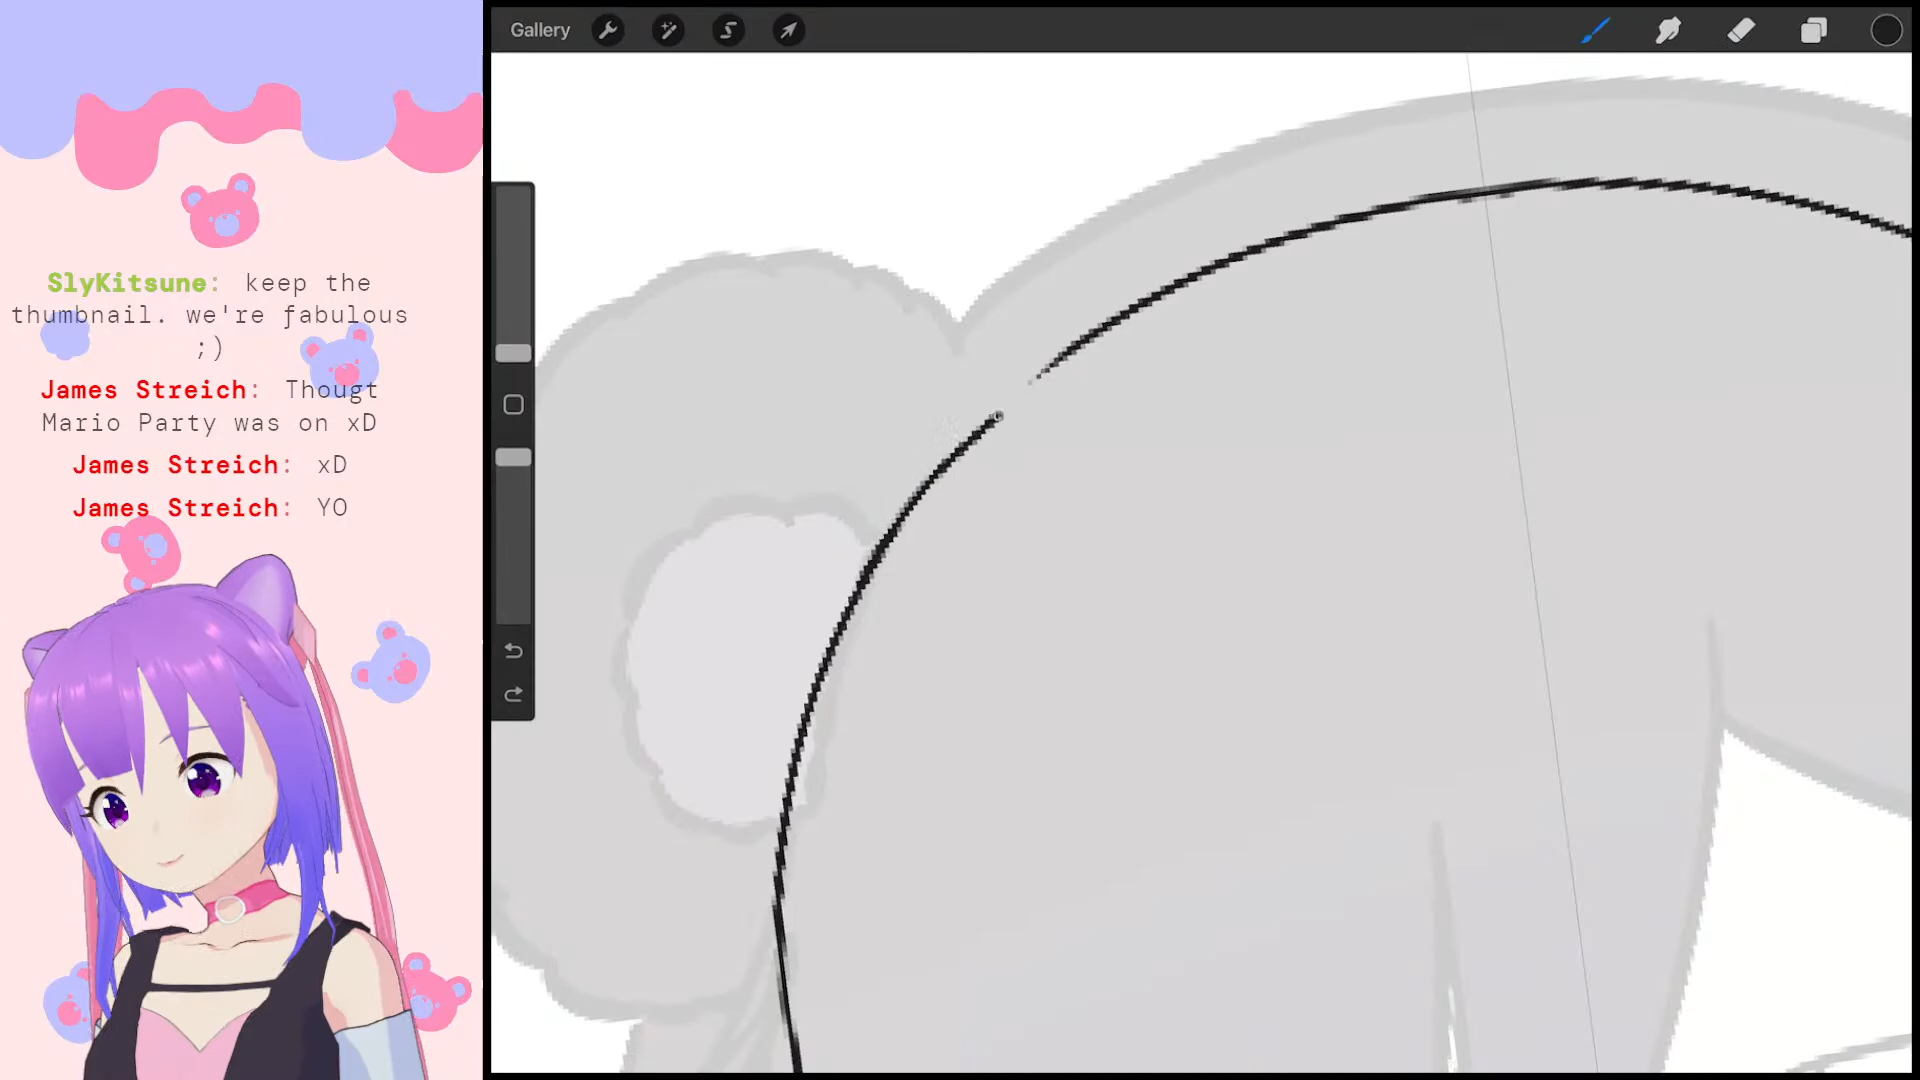 Gallery
SlyKitsune: keep the
thumbnail. we're fabulous
;)
James Streich: Thougt
Mario Party was on xD
James Streich: xD
James Streich: YO